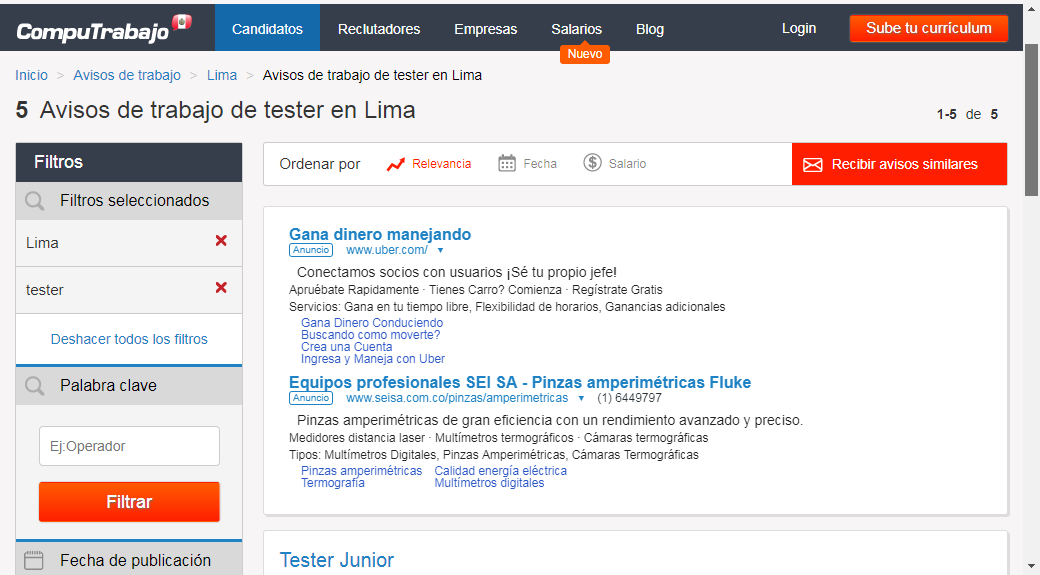 CompuTrabajo
Candidatos
Reclutadores
Empresas
Salarios
Nuevo
Blog
Login
Sube tu currículum
Inicio > Avisos de trabajo > Lima > Avisos de trabajo de tester en Lima
5 Avisos de trabajo de tester en Lima
1-5 de 5
Filtros
Filtros seleccionados
Lima
tester
Deshacer todos los filtros
Palabra clave
Ej:Operador
Filtrar
Fecha de publicación
Ordenar por
Relevancia
Fecha
Salario
Recibir avisos similares
Gana dinero manejando
Anuncio www.uber.com/
Conectamos socios con usuarios ¡Sé tu propio jefe!
Apruébate Rapidamente · Tienes Carro? Comienza · Regístrate Gratis
Servicios: Gana en tu tiempo libre, Flexibilidad de horarios, Ganancias adicionales
Gana Dinero Conduciendo
Buscando como moverte?
Crea una Cuenta
Ingresa y Maneja con Uber
Equipos profesionales SEI SA - Pinzas amperimétricas Fluke
Anuncio www.seisa.com.co/pinzas/amperimetricas (1) 6449797
Pinzas amperimétricas de gran eficiencia con un rendimiento avanzado y preciso.
Medidores distancia laser · Multímetros termográficos · Cámaras termográficas
Tipos: Multímetros Digitales, Pinzas Amperimétricas, Cámaras Termográficas
Pinzas amperimétricas Calidad energía eléctrica
Termografía Multímetros digitales
Tester Junior